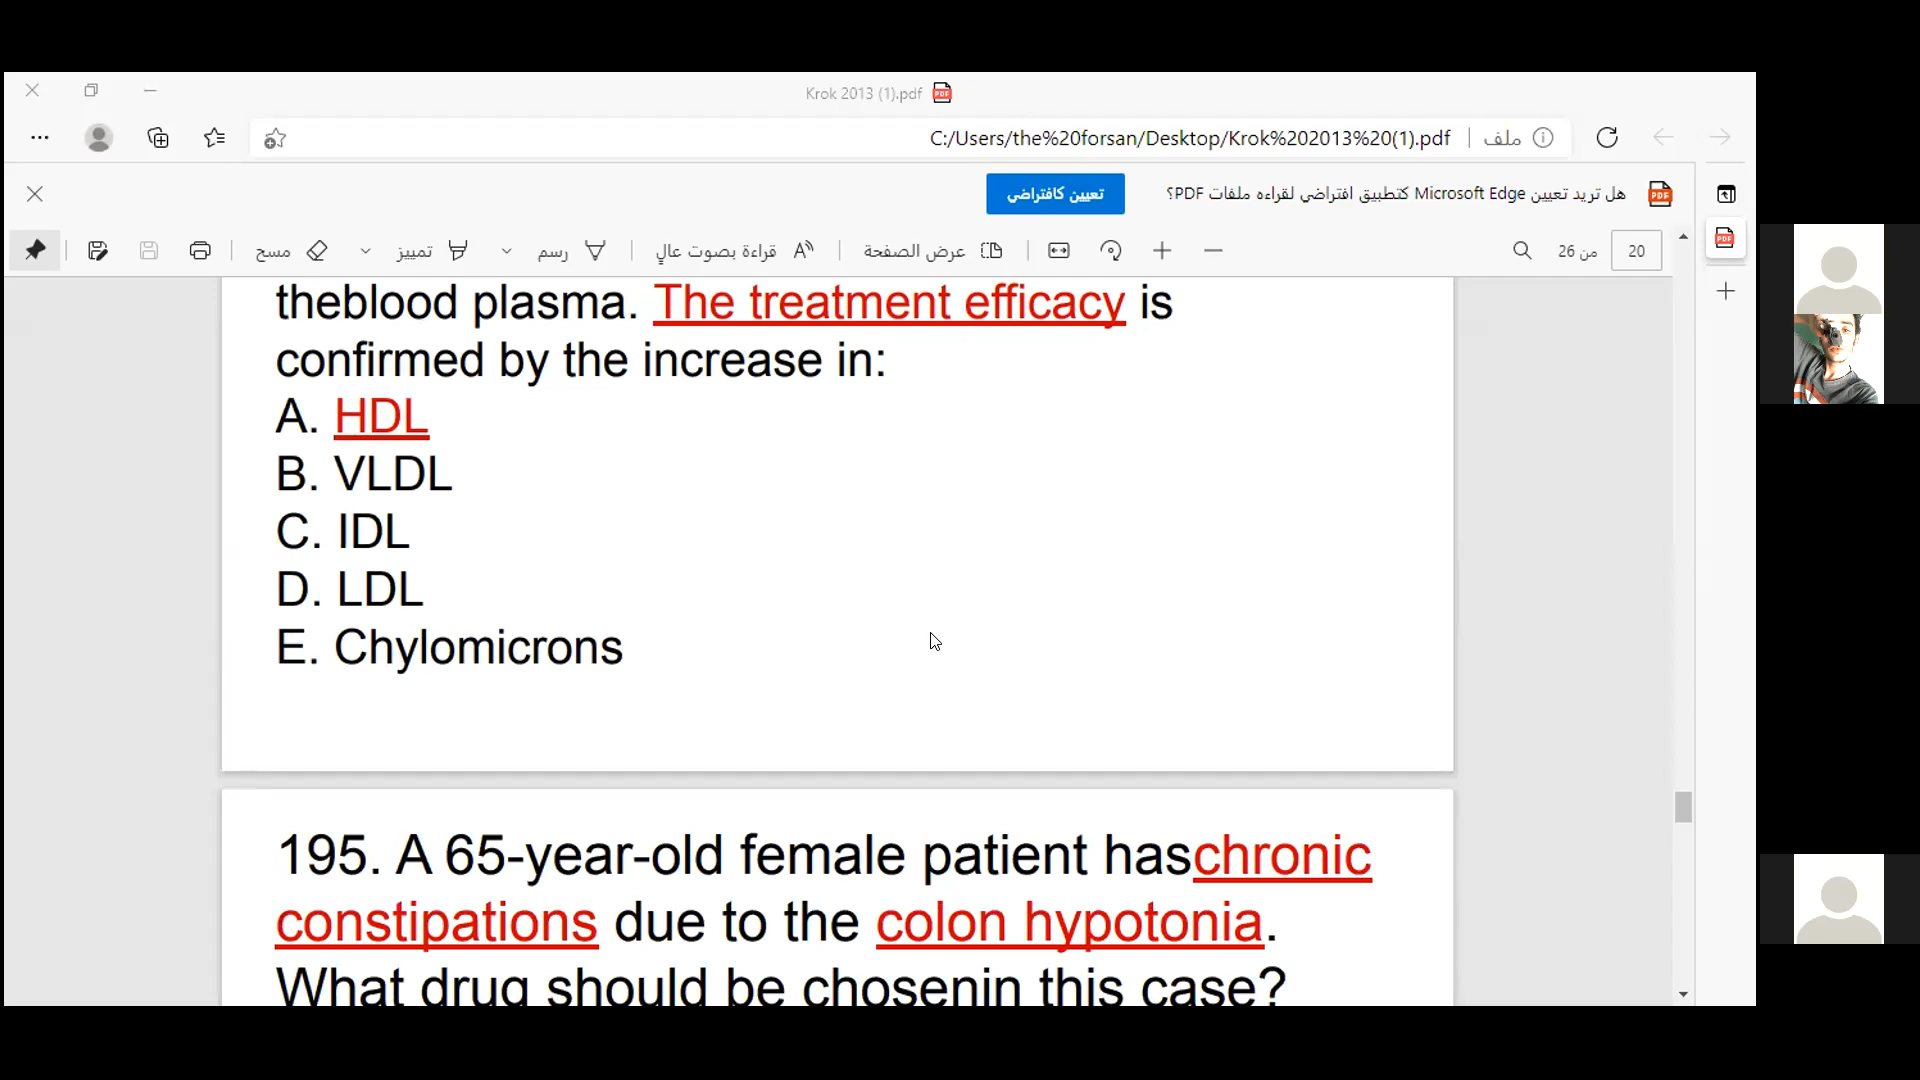 Krok 2013 (1).pdf
C:/Users/the%20forsan/Desktop/Krok%202013%20(1).pdf
ملف
هل تريد تعيين Microsoft Edge كتطبيق افتراضي لقراءه ملفات PDF؟
تعيين كافتراضي
20
من 26
عرض الصفحة
قراءة بصوت عالٍ
رسم
تمييز
مسح
theblood plasma. The treatment efficacy is
confirmed by the increase in:
A. HDL
B. VLDL
C. IDL
D. LDL
E. Chylomicrons
195. A 65-year-old female patient haschronic
constipations due to the colon hypotonia.
What drug should be chosenin this case?